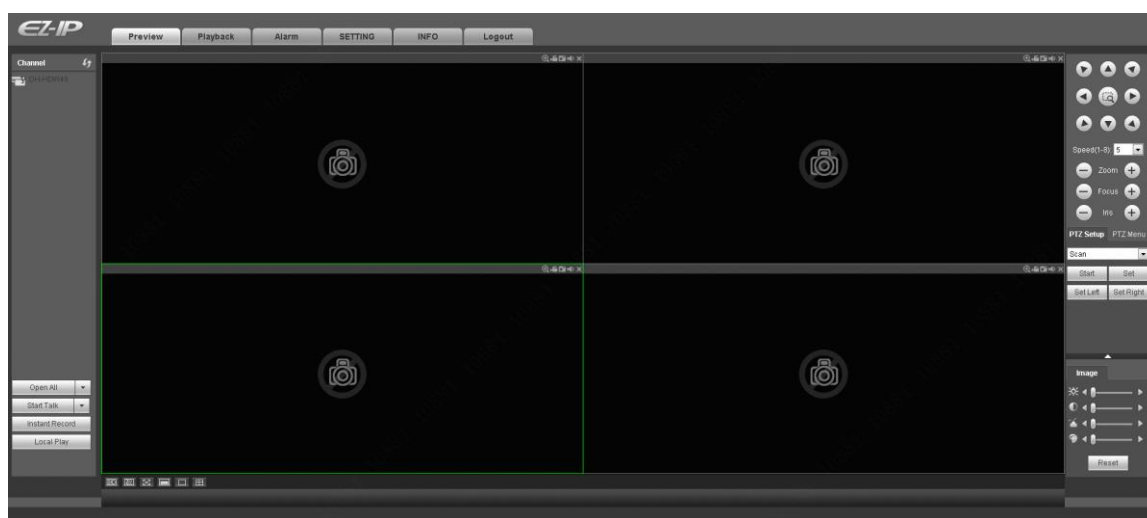 EZ-IP
Preview Playback Alarm SETTING INFO Logout
Channel
Speed(1-8): 5
Zoom
Focus
Iris
PTZ Setup PTZ Menu
Scan
Start Set
Set Left Set Right
Open All
Start Talk
Instant Record
Local Play
Image
Reset